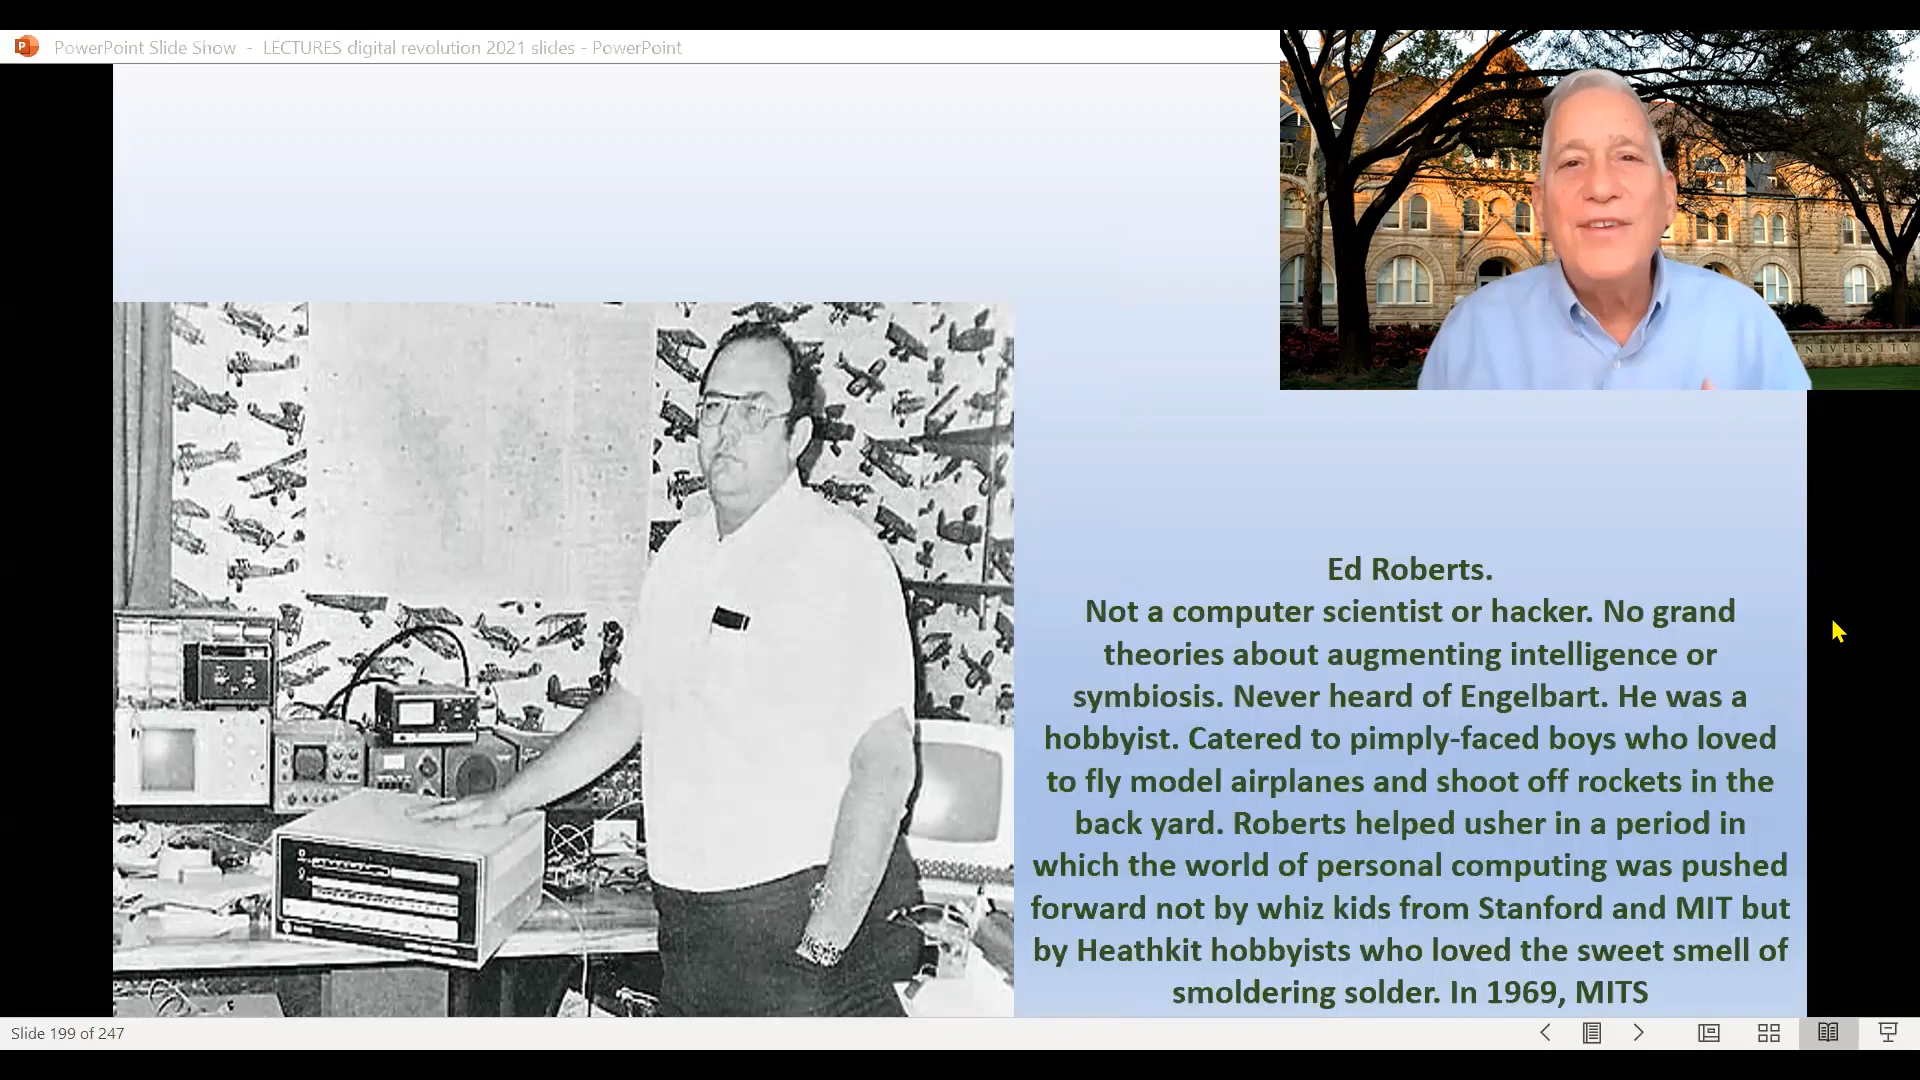 PowerPoint Slide Show - LECTURES digital revolution 2021 slides - PowerPoint
UNIVERSITY
Ed Roberts.
Not a computer scientist or hacker. No grand
theories about augmenting intelligence or
symbiosis. Never heard of Engelbart. He was a
hobbyist. Catered to pimply-faced boys who loved
to fly model airplanes and shoot off rockets in the
back yard. Roberts helped usher in a period in
which the world of personal computing was pushed
forward not by whiz kids from Stanford and MIT but
by Heathkit hobbyists who loved the sweet smell of
smoldering solder. In 1969, MITS
Slide 199 of 247